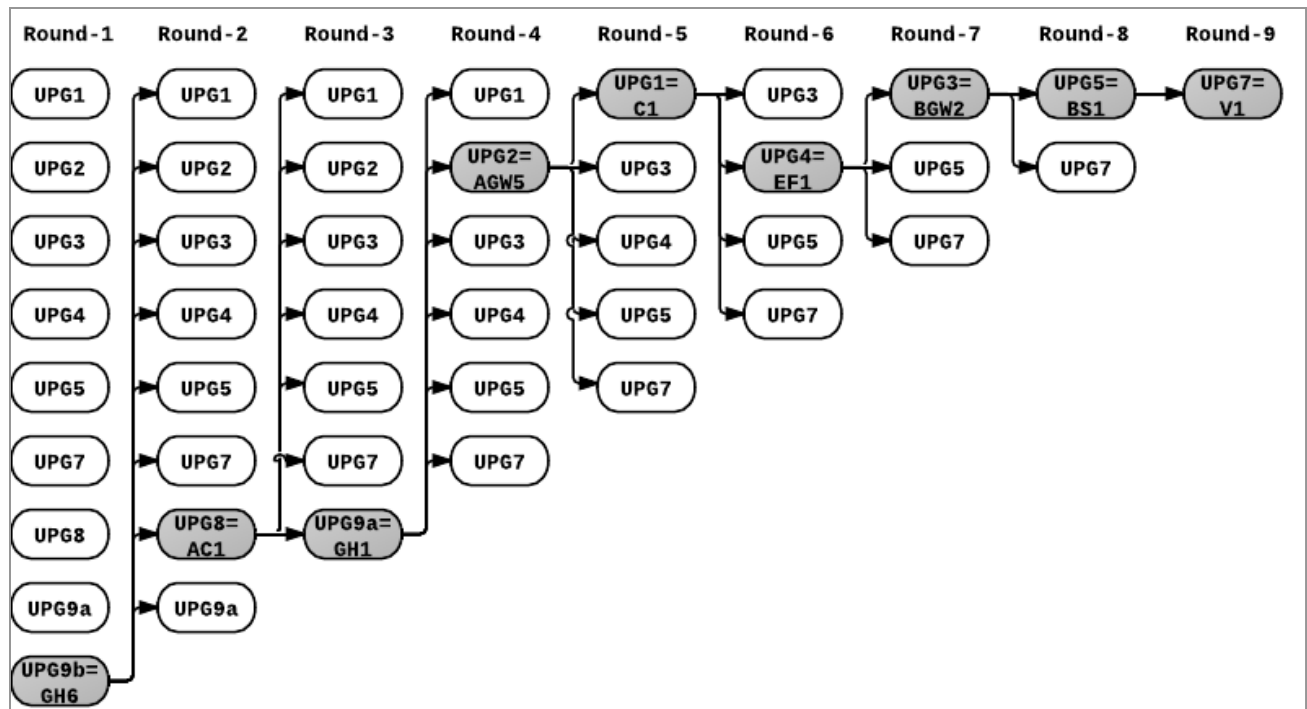 Round-1 Round-2 Round-3 Round-4 Round-5 Round-6 Round-7 Round-8 Round-9
UPG1 UPG1 UPG1 UPG1 UPG1= UPG3 UPG3= UPG5= UPG7=
C1 BGW2 BS1 V1
UPG2 UPG2 UPG2 UPG2= UPG3 UPG4= UPG5 UPG7
AGW5 EF1
UPG3 UPG3 UPG3 UPG3 UPG4 UPG5 UPG7
UPG4 UPG4 UPG4 UPG4 UPG5 UPG7
UPG5 UPG5 UPG5 UPG5 UPG7
UPG7 UPG7 UPG7 UPG7
UPG8 UPG8= UPG9a=
AC1 GH1
UPG9a UPG9a
UPG9b=
GH6